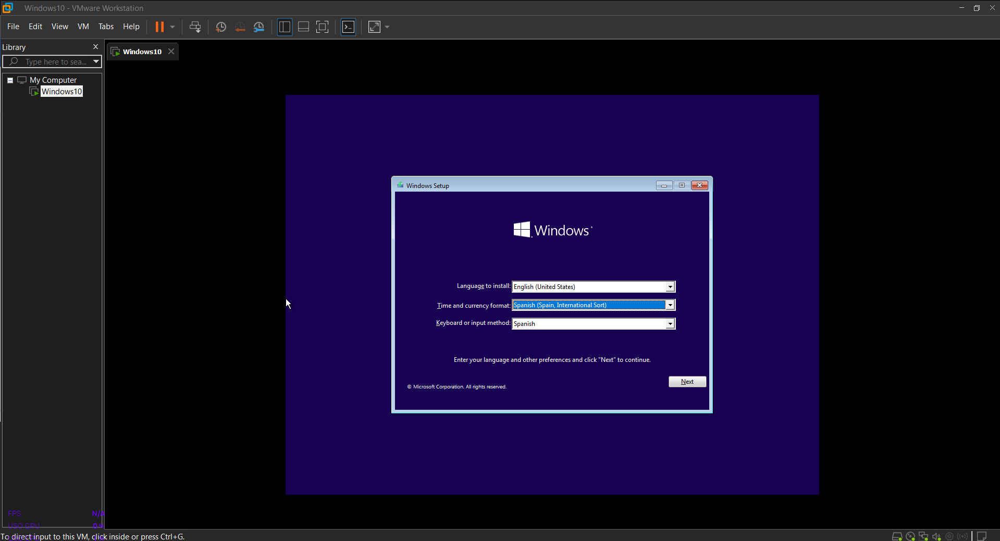 Windows10 - VMware Workstation
File Edit View VM Tabs Help
Library
Type here to sea...
Windows10
My Computer
Windows10
Windows Setup
Windows
Language to install: English (United States)
Time and currency format: Spanish (Spain, International Sort)
Keyboard or input method: Spanish
Enter your language and other preferences and click "Next" to continue.
Next
© Microsoft Corporation. All rights reserved.
FPS N/A
USO GPU 0 %
To direct input to this VM, click inside or press Ctrl+G.